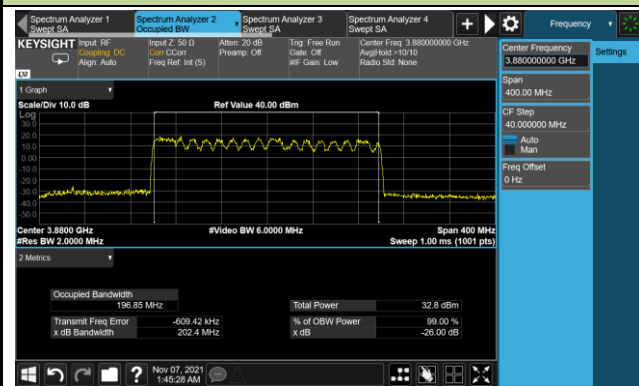 Spectrum Analyzer 1
Swept SA
Spectrum Analyzer 2
Occupied BW
Spectrum Analyzer 3
Swept SA
Spectrum Analyzer 4
Swept SA
Frequency
KEYSIGHT
Input: RF
Coupling: DC
Align: Auto
Input Z: 50 Ω
Corr CCorr
Freq Ref: Int (S)
Atten: 20 dB
Preamp: Off
Trig: Free Run
Gate: Off
#IF Gain: Low
Center Freq: 3.880000000 GHz
Avg|Hold:>10/10
Radio Std: None
LXI
Center Frequency
3.880000000 GHz
Settings
Span
400.00 MHz
CF Step
40.000000 MHz
Auto
Man
Freq Offset
0 Hz
1 Graph
Scale/Div 10.0 dB
Ref Value 40.00 dBm
Log
30.0
20.0
10.0
0.00
-10.0
-20.0
-30.0
-40.0
-50.0
Center 3.8800 GHz
#Video BW 6.0000 MHz
Span 400 MHz
#Res BW 2.0000 MHz
Sweep 1.00 ms (1001 pts)
2 Metrics
Occupied Bandwidth
196.85 MHz
Total Power
32.8 dBm
Transmit Freq Error
-609.42 kHz
% of OBW Power
99.00 %
x dB Bandwidth
202.4 MHz
x dB
-26.00 dB
?
Nov 07, 2021
1:45:28 AM